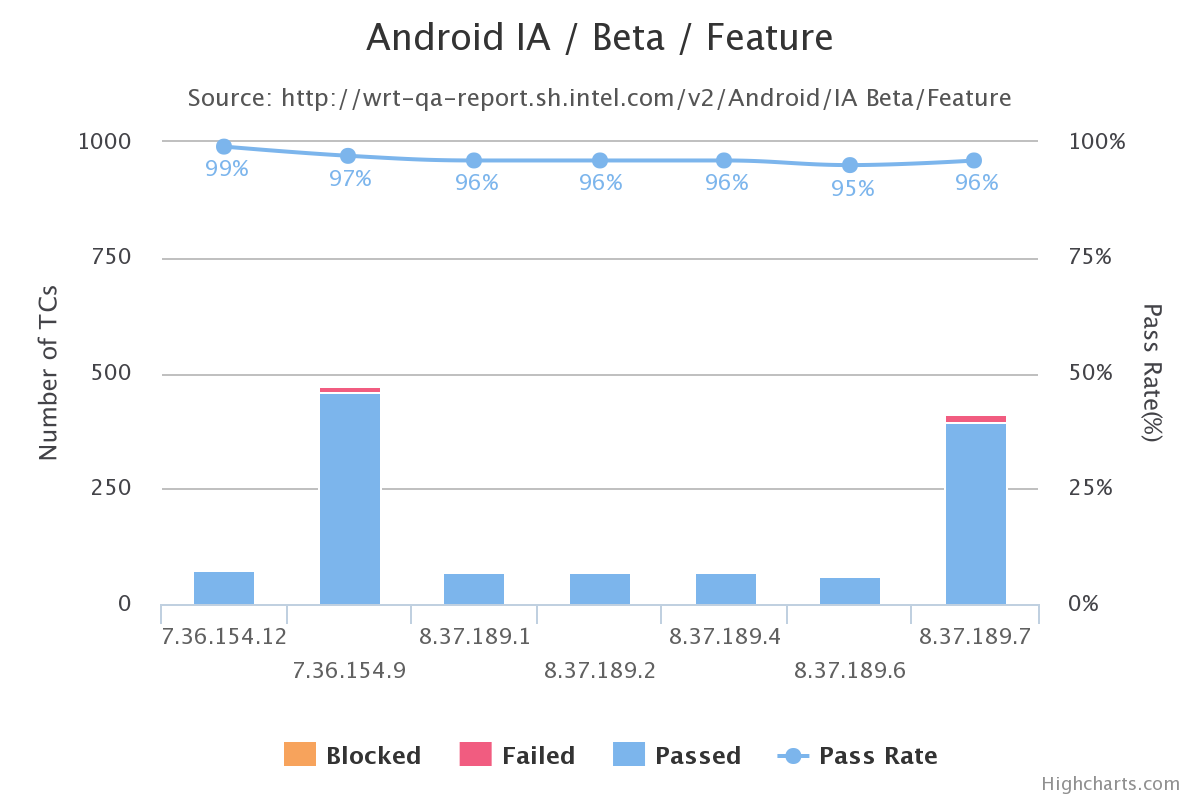 Android IA / Beta / Feature
Source: http://wrt-qa-report.sh.intel.com/v2/Android/IA Beta/Feature
1000
750
500
250
0
Number of TCs
100%
75%
50%
25%
0%
Pass Rate(%)
99%
97%
96%
96%
96%
95%
96%
7.36.154.12
7.36.154.9
8.37.189.1
8.37.189.2
8.37.189.4
8.37.189.6
8.37.189.7
Blocked
Failed
Passed
Pass Rate
Highcharts.com